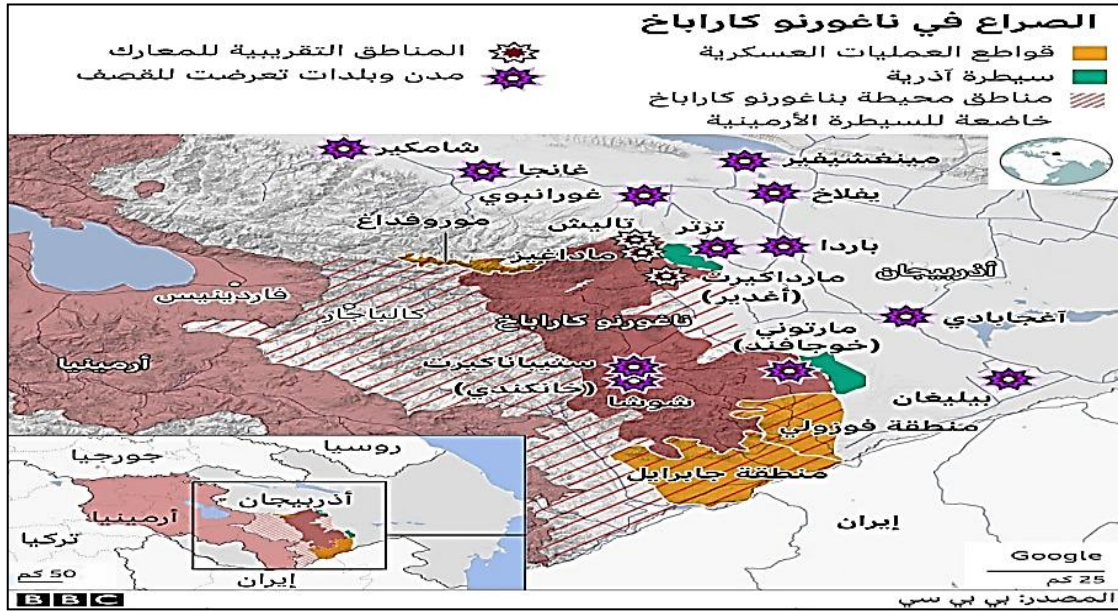 الصراع في ناغورنو كاراباخ
قواطع العمليات العسكرية
سيطرة آذرية
مناطق محيطة بناغورنو كاراباخ
خاضعة للسيطرة الأرمينية
المناطق التقريبية للمعارك
مدن وبلدات تعرضت للقصف
شامكير
غانجا
مينغشيفير
غورانبوي
يفلاخ
موروفداغ
تاليش
ترتر
باردا
ماداغيز
مارداكيرت
(أغدير)
أذربيجان
فاردينيس
كالباجار
ناغورنو كاراباخ
مارتوني
(خوجافند)
آغجابادي
أرمينيا
ستيباناكيرت
(خانكندي)
شوشا
بيليغان
منطقة فوزولي
منطقة جابرايل
إيران
روسيا
جورجيا
أذربيجان
أرمينيا
تركيا
إيران
50 كم
Google
25 كم
BBC
المصدر: بي بي سي